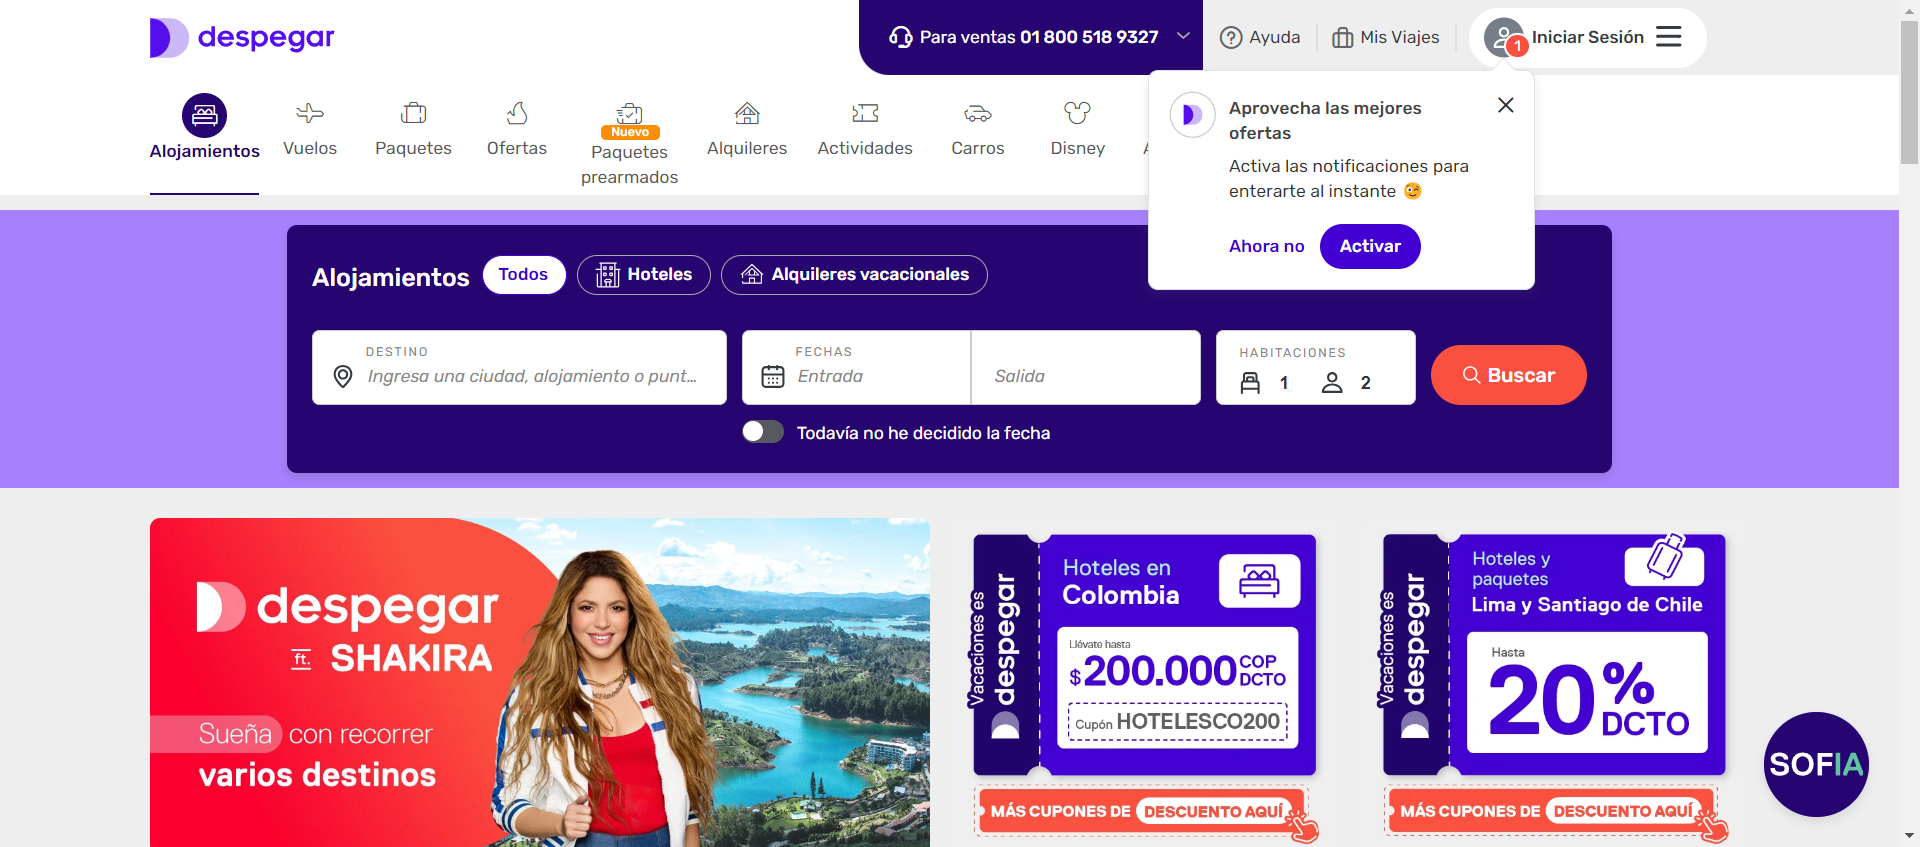 despegar
Para ventas 01 800 518 9327
Ayuda
Mis Viajes
1
Iniciar Sesión
Alojamientos
Vuelos
Paquetes
Ofertas
Nuevo
Paquetes
prearmados
Alquileres
Actividades
Carros
Disney
Aprovecha las mejores
ofertas
Activa las notificaciones para
enterarte al instante
Ahora no
Activar
Alojamientos
Todos
Hoteles
Alquileres vacacionales
DESTINO
Ingresa una ciudad, alojamiento o punt...
FECHAS
Entrada
Salida
HABITACIONES
1
2
Buscar
Todavía no he decidido la fecha
despegar
ft. SHAKIRA
Sueña con recorrer
varios destinos
Vacaciones es
despegar
Hoteles en
Colombia
Llévate hasta
$200.000 COP
DCTO
Cupón HOTELESCO200
MÁS CUPONES DE DESCUENTO AQUÍ
Vacaciones es
despegar
Hoteles y
paquetes
Lima y Santiago de Chile
Hasta
20%
DCTO
MÁS CUPONES DE DESCUENTO AQUÍ
SOFIA